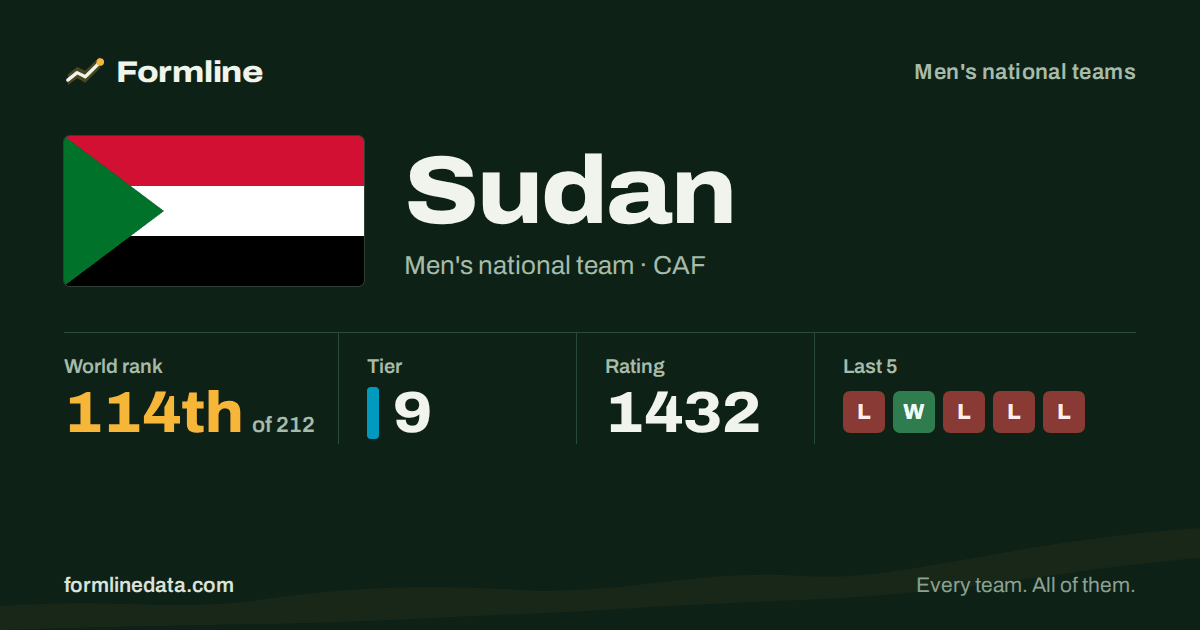 Formline
Men's national teams
Sudan
Men's national team · CAF
World rank
114th of 212
Tier
9
Rating
1432
Last 5
L W L L L
formlinedata.com
Every team. All of them.